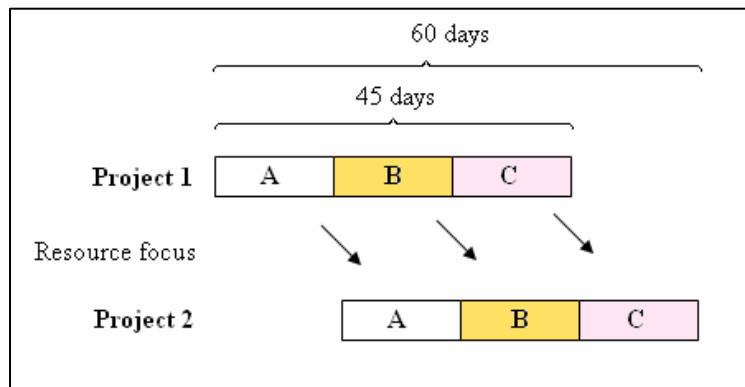 60 days
45 days
Project 1 A B C
Resource focus
Project 2 A B C